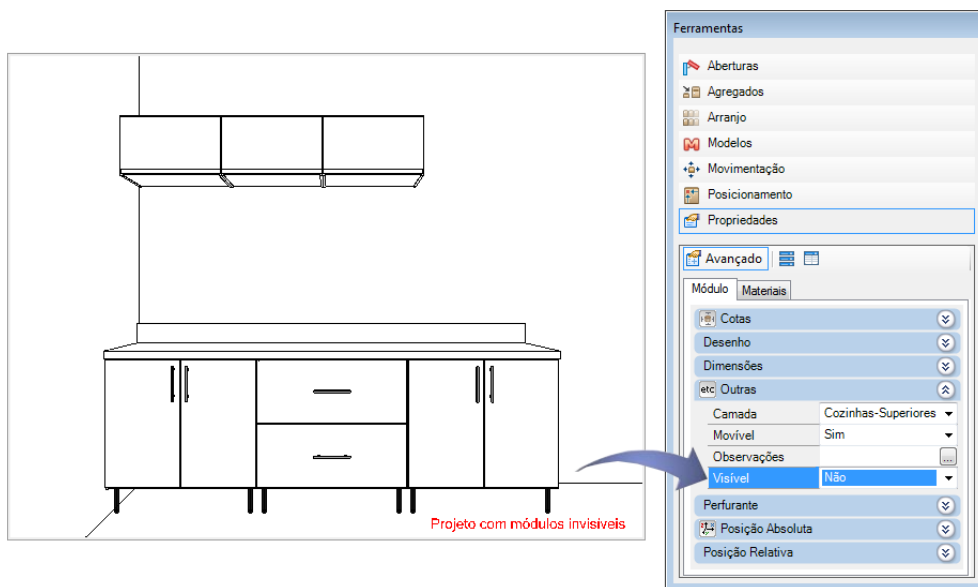 Ferramentas
Aberturas
Agregados
Arranjo
Modelos
Movimentação
Posicionamento
Propriedades
Avançado
Módulo Materiais
Cotas
Desenho
Dimensões
etc Outras
Camada Cozinhas-Superiores
Movível Sim
Observações ...
Visível Não
Perfurante
Posição Absoluta
Posição Relativa
Projeto com módulos invisiveis